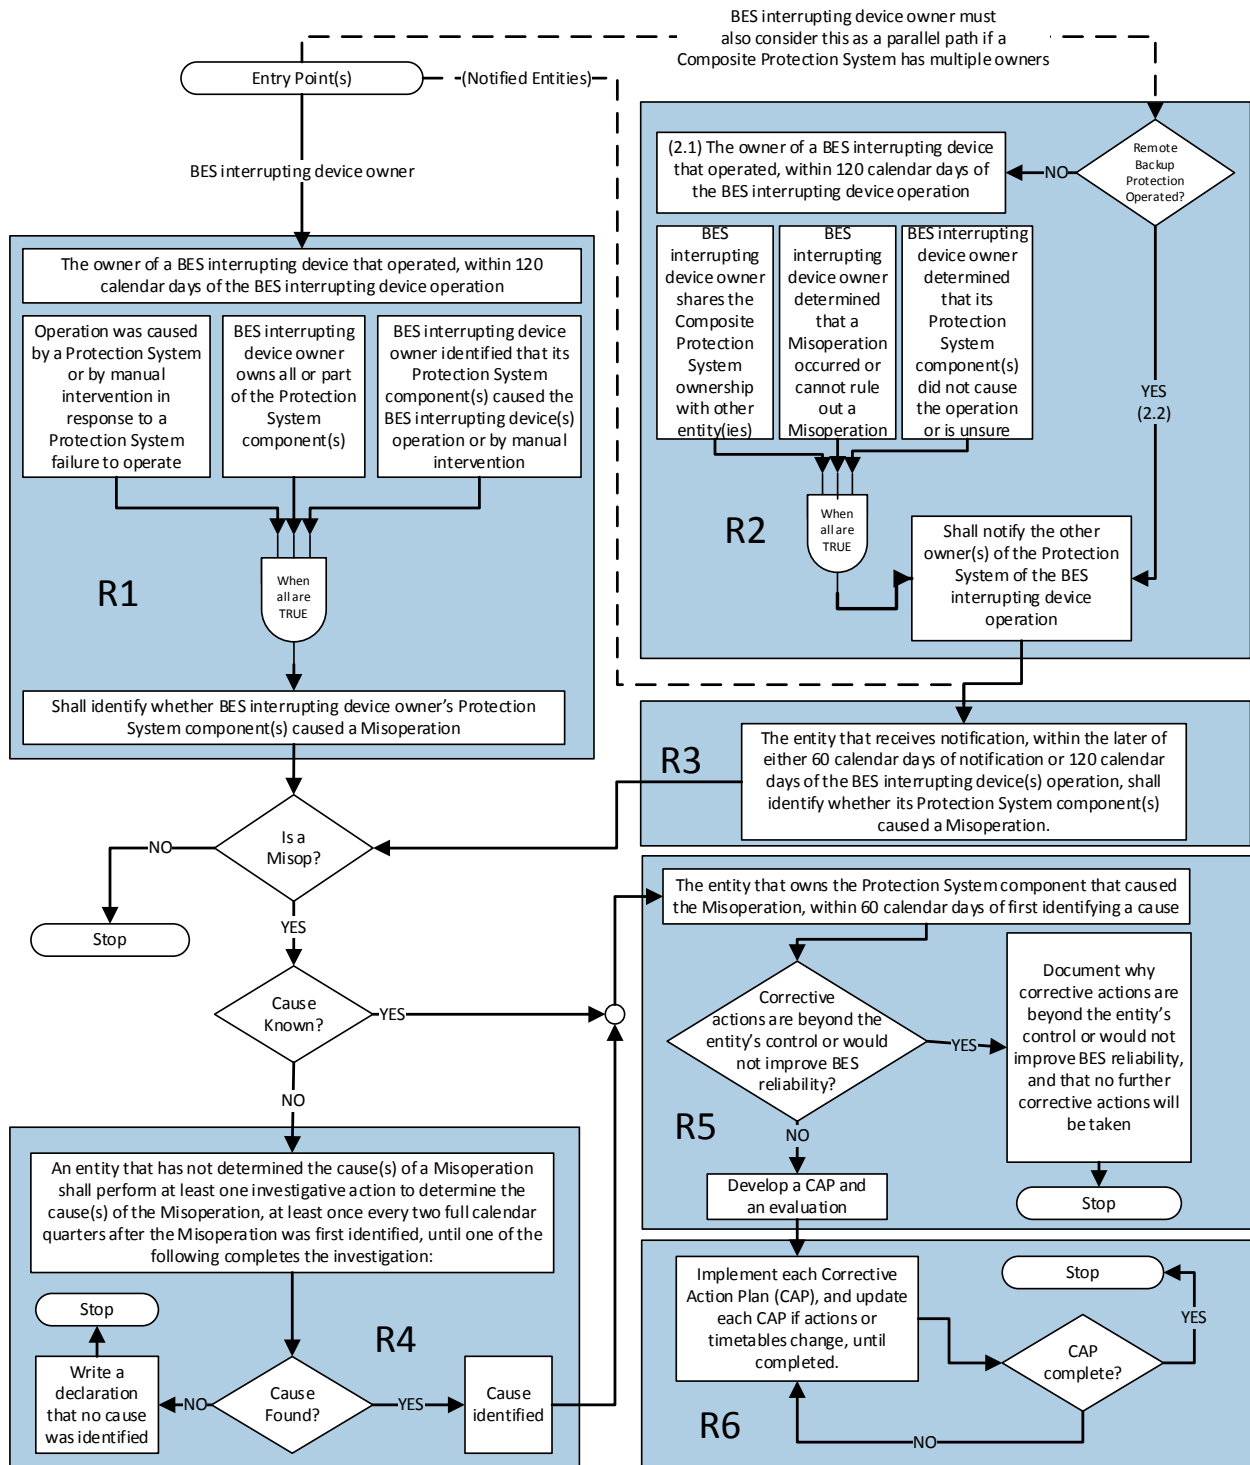 BES interrupting device owner must
also consider this as a parallel path if a
Composite Protection System has multiple owners
Entry Point(s)
(Notified Entities)
BES interrupting device owner
The owner of a BES interrupting device that operated, within 120
calendar days of the BES interrupting device operation
Operation was caused
by a Protection System
or by manual
intervention in
response to a
Protection System
failure to operate
BES interrupting
device owner
owns all or part
of the Protection
System
component(s)
BES interrupting device
owner identified that its
Protection System
component(s) caused the
BES interrupting device(s)
operation or by manual
intervention
When
all are
TRUE
R1
Shall identify whether BES interrupting device owner's Protection
System component(s) caused a Misoperation
Remote
Backup
Protection
Operated?
NO
(2.1) The owner of a BES interrupting device
that operated, within 120 calendar days of
the BES interrupting device operation
BES
interrupting
device owner
shares the
Composite
Protection
System
ownership
with other
entity(ies)
BES
interrupting
device owner
determined
that a
Misoperation
occurred or
cannot rule
out a
Misoperation
BES interrupting
device owner
determined
that its
Protection
System
component(s)
did not cause
the operation
or is unsure
YES
(2.2)
When
all are
TRUE
R2
Shall notify the other
owner(s) of the Protection
System of the BES
interrupting device
operation
R3
The entity that receives notification, within the later of
either 60 calendar days of notification or 120 calendar
days of the BES interrupting device(s) operation, shall
identify whether its Protection System component(s)
caused a Misoperation.
Is a
Misop?
NO
Stop
YES
Cause
Known?
YES
NO
An entity that has not determined the cause(s) of a Misoperation
shall perform at least one investigative action to determine the
cause(s) of the Misoperation, at least once every two full calendar
quarters after the Misoperation was first identified, until one of the
following completes the investigation:
Stop
R4
Write a
declaration
that no cause
was identified
NO
Cause
Found?
YES
Cause
identified
The entity that owns the Protection System component that caused
the Misoperation, within 60 calendar days of first identifying a cause
Corrective
actions are beyond the
entity's control or would
not improve BES
reliability?
YES
Document why
corrective actions are
beyond the entity's
control or would not
improve BES reliability,
and that no further
corrective actions will
be taken
Stop
R5
NO
Develop a CAP and
an evaluation
Implement each Corrective
Action Plan (CAP), and update
each CAP if actions or
timetables change, until
completed.
Stop
YES
CAP
complete?
NO
R6